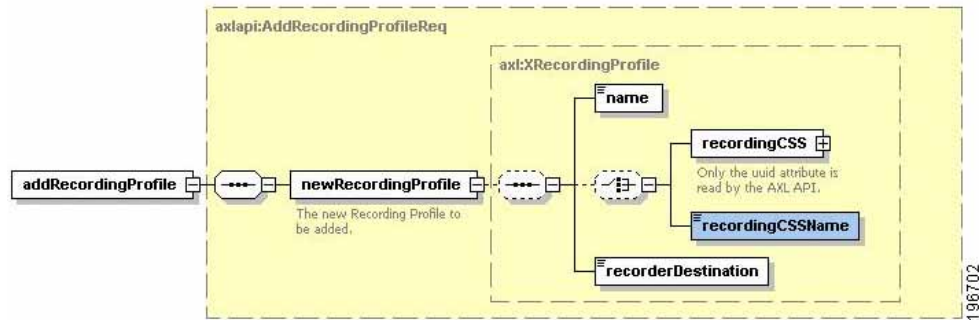 axlapi:AddRecordingProfileReq
axl:XRecordingProfile
name
recordingCSS
Only the uuid attribute is
read by the AXL API.
addRecordingProfile
newRecordingProfile
The new Recording Profile to
be added.
recordingCSSName
recorderDestination
196702